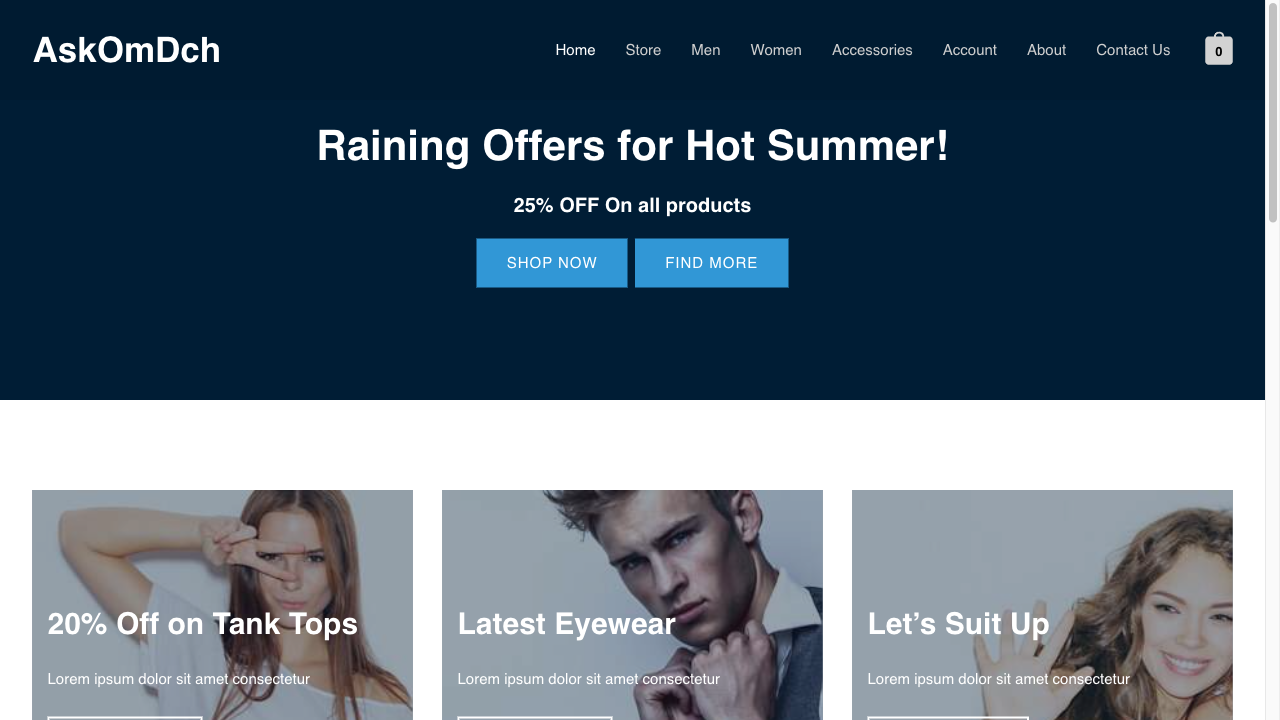 AskOmDch
Home Store Men Women Accessories Account About Contact Us 0
Raining Offers for Hot Summer!
25% OFF On all products
SHOP NOW FIND MORE
20% Off on Tank Tops
Lorem ipsum dolor sit amet consectetur
Latest Eyewear
Lorem ipsum dolor sit amet consectetur
Let’s Suit Up
Lorem ipsum dolor sit amet consectetur